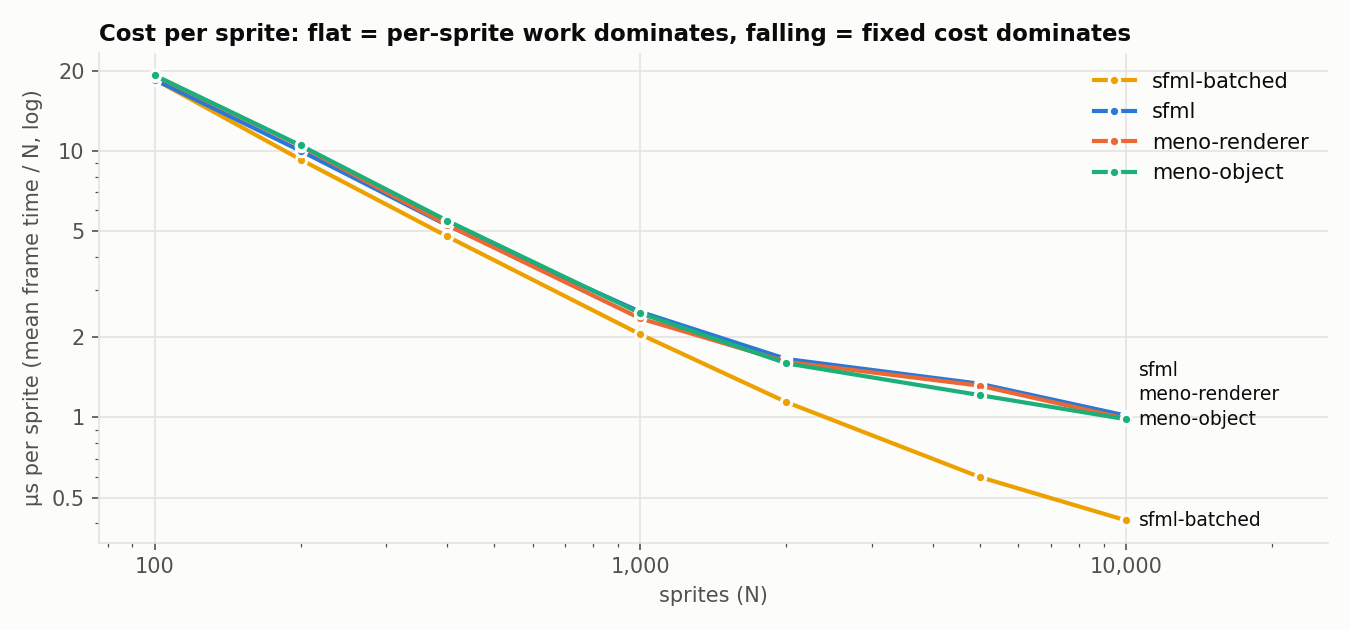 Cost per sprite: flat = per-sprite work dominates, falling = fixed cost dominates
µs per sprite (mean frame time / N, log)
20
10
5
2
1
0.5
sfml-batched
sfml
meno-renderer
meno-object
sfml
meno-renderer
meno-object
sfml-batched
100
1,000
10,000
sprites (N)